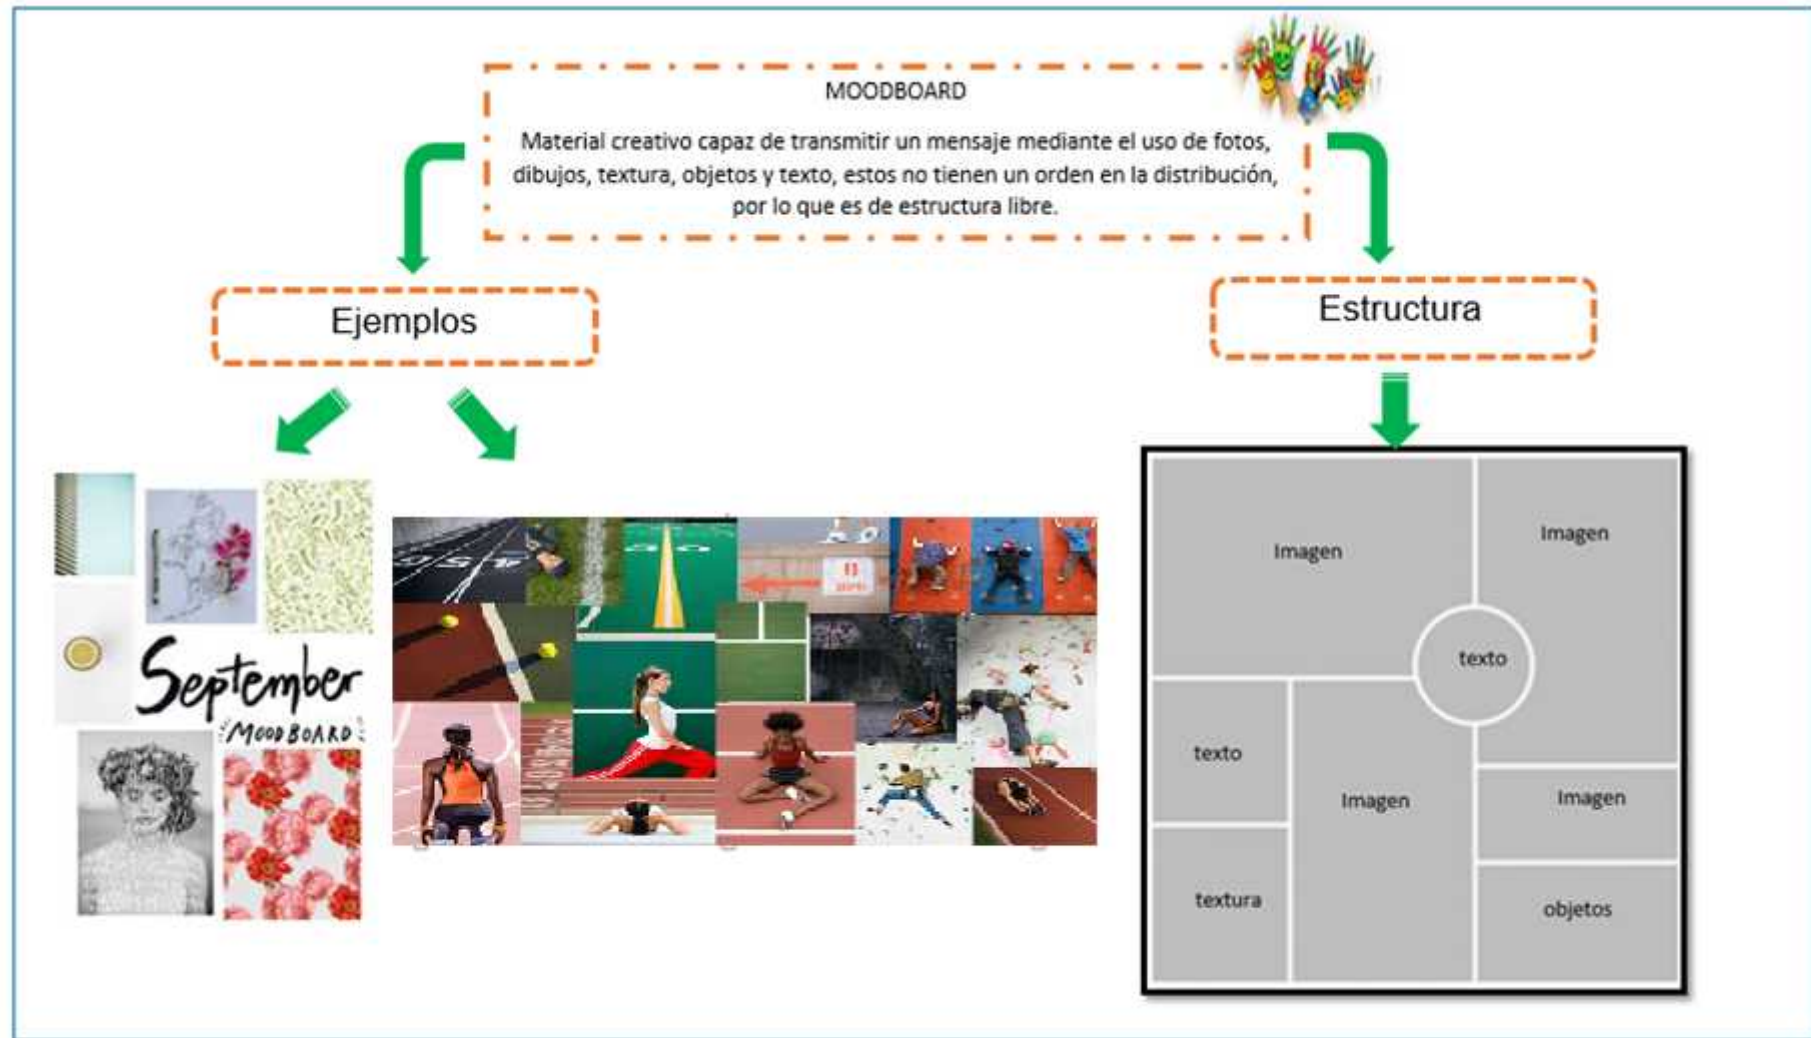 MOODBOARD
Material creativo capaz de transmitir un mensaje mediante el uso de fotos,
dibujos, textura, objetos y texto, estos no tienen un orden en la distribución,
por lo que es de estructura libre.
Ejemplos
Estructura
September
MOODBOARD
Imagen
Imagen
texto
texto
Imagen
Imagen
textura
objetos